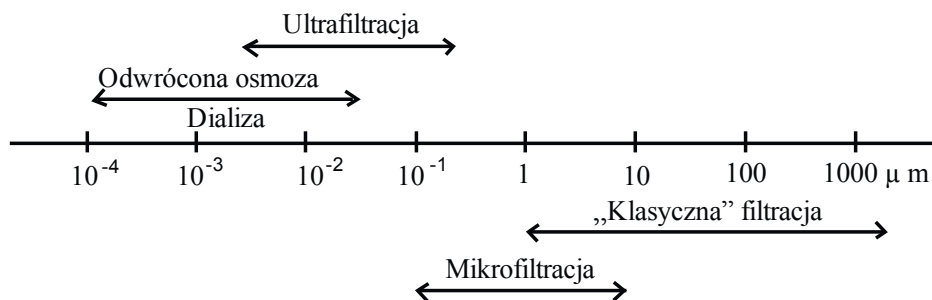 Ultrafiltracja
Odwrócona osmoza
Dializa
10⁻⁴ 10⁻³ 10⁻² 10⁻¹ 1 10 100 1000 µ m
„Klasyczna” filtracja
Mikrofiltracja